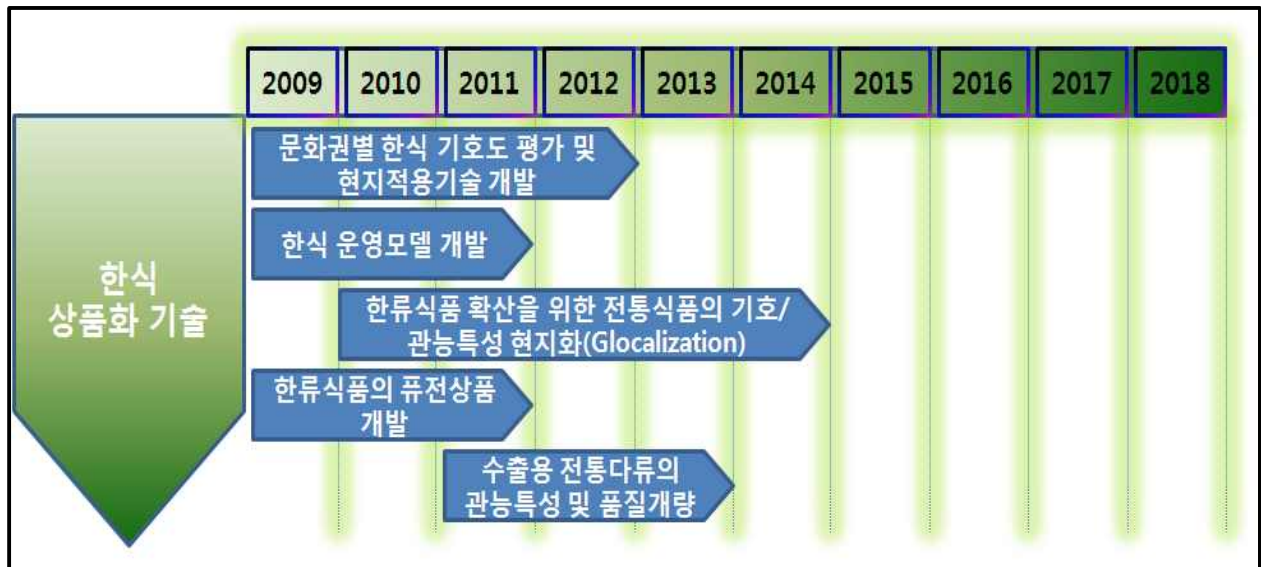 2009 2010 2011 2012 2013 2014 2015 2016 2017 2018
한식
상품화 기술
문화권별 한식 기호도 평가 및
현지적용기술 개발
한식 운영모델 개발
한류식품 확산을 위한 전통식품의 기호/
관능특성 현지화(Glocalization)
한류식품의 퓨전상품
개발
수출용 전통다류의
관능특성 및 품질개량